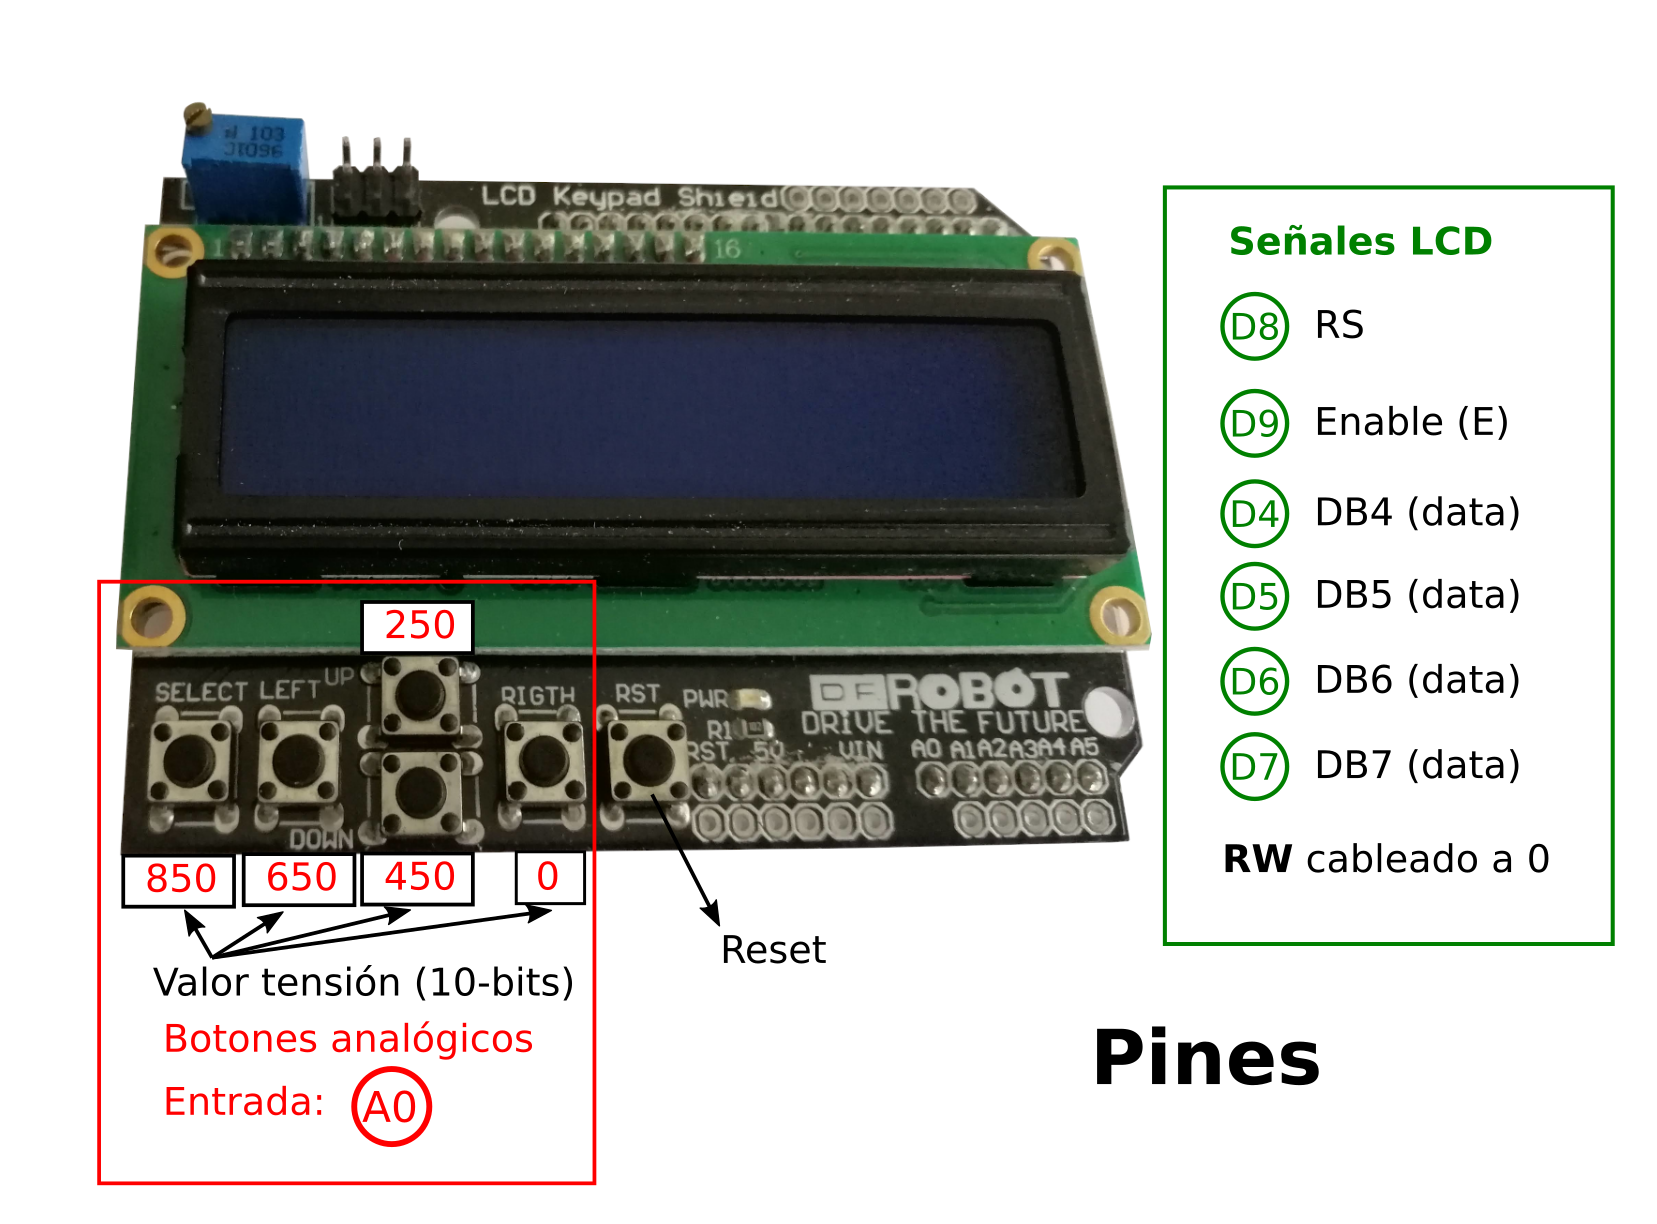 103
LCD Keypad Shield
1
16
Señales LCD
D8 RS
D9 Enable (E)
D4 DB4 (data)
D5 DB5 (data)
D6 DB6 (data)
D7 DB7 (data)
RW cableado a 0
250
SELECT LEFT UP RIGTH RST PWR
DF ROBOT
DRIVE THE FUTURE
R1
RST 5V VIN A0 A1 A2 A3 A4 A5
DOWN
850 650 450 0
Reset
Valor tensión (10-bits)
Botones analógicos
Entrada: A0
Pines